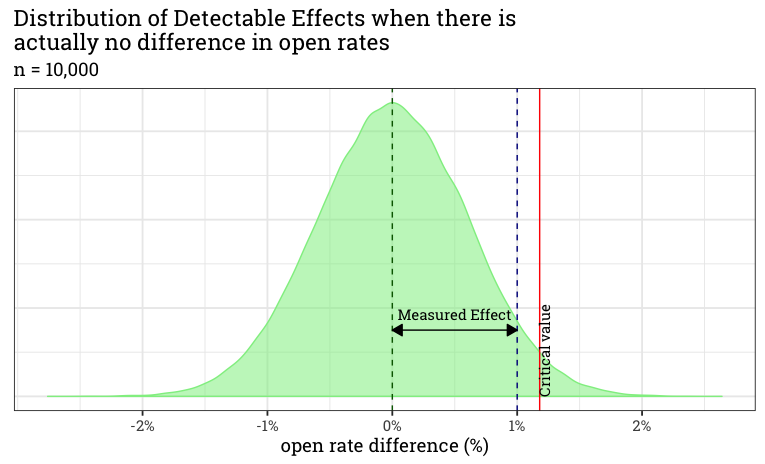 Distribution of Detectable Effects when there is
actually no difference in open rates
n = 10,000
Measured Effect
Critical value
-2%
-1%
0%
1%
2%
open rate difference (%)